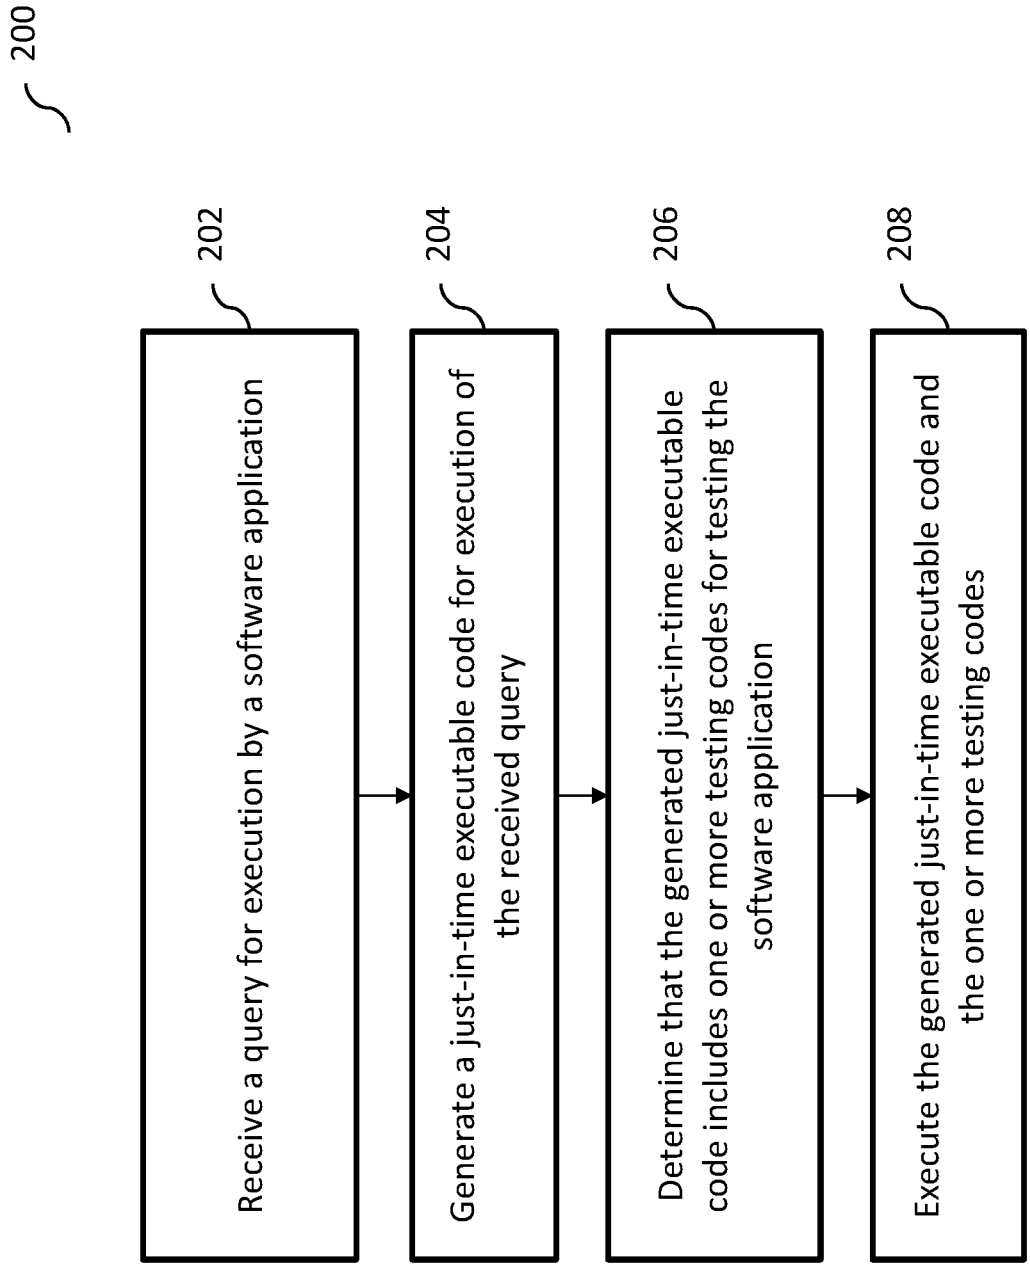 200
202
Receive a query for execution by a software application
204
Generate a just-in-time executable code for execution of
the received query
206
Determine that the generated just-in-time executable
code includes one or more testing codes for testing the
software application
208
Execute the generated just-in-time executable code and
the one or more testing codes